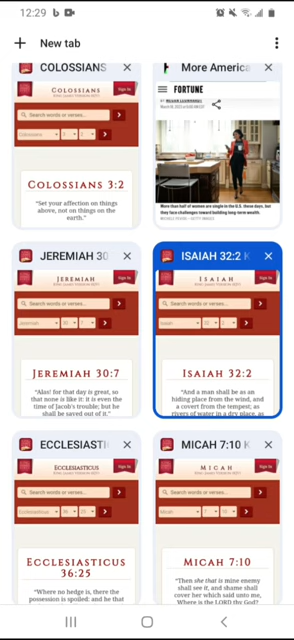 12:29
New tab
COLOSSIANS
More America
COLOSSIANS
Sign In
Search words or verses...
Colossians 3 2
COLOSSIANS 3:2
“Set your affection on things
above, not on things on the
earth.”
FORTUNE
More than half of women are single in the U.S. these days, but
they face challenges toward building long-term wealth.
JEREMIAH 30
ISAIAH 32:2 K
JEREMIAH
Sign In
Search words or verses...
Jeremiah 30 7
JEREMIAH 30:7
“Alas! for that day is great, so
that none is like it: it is even the
time of Jacob's trouble; but he
shall be saved out of it.”
ISAIAH
Sign In
Search words or verses...
Isaiah 32 2
ISAIAH 32:2
“And a man shall be as an
hiding place from the wind, and
a covert from the tempest; as
rivers of water in a dry place, as
ECCLESIASTI
MICAH 7:10 K
ECCLESIASTICUS
Sign In
Search words or verses...
Ecclesiasticus 36 25
ECCLESIASTICUS
36:25
“Where no hedge is, there the
possession is spoiled: and he that
MICAH
Sign In
Search words or verses...
Micah 7 10
MICAH 7:10
“Then she that is mine enemy
shall see it, and shame shall
cover her which said unto me,
Where is the LORD thy God?